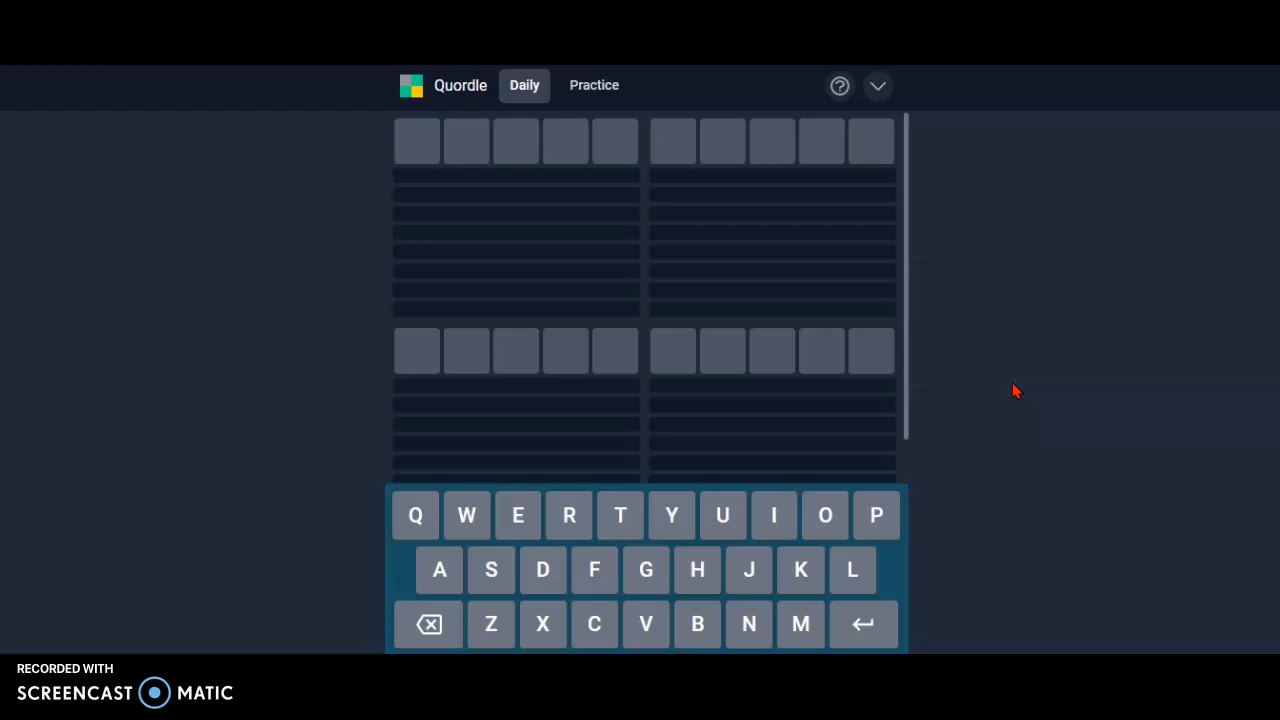 Quordle Daily Practice
Q W E R T Y U I O P
A S D F G H J K L
Z X C V B N M
RECORDED WITH
SCREENCAST MATIC